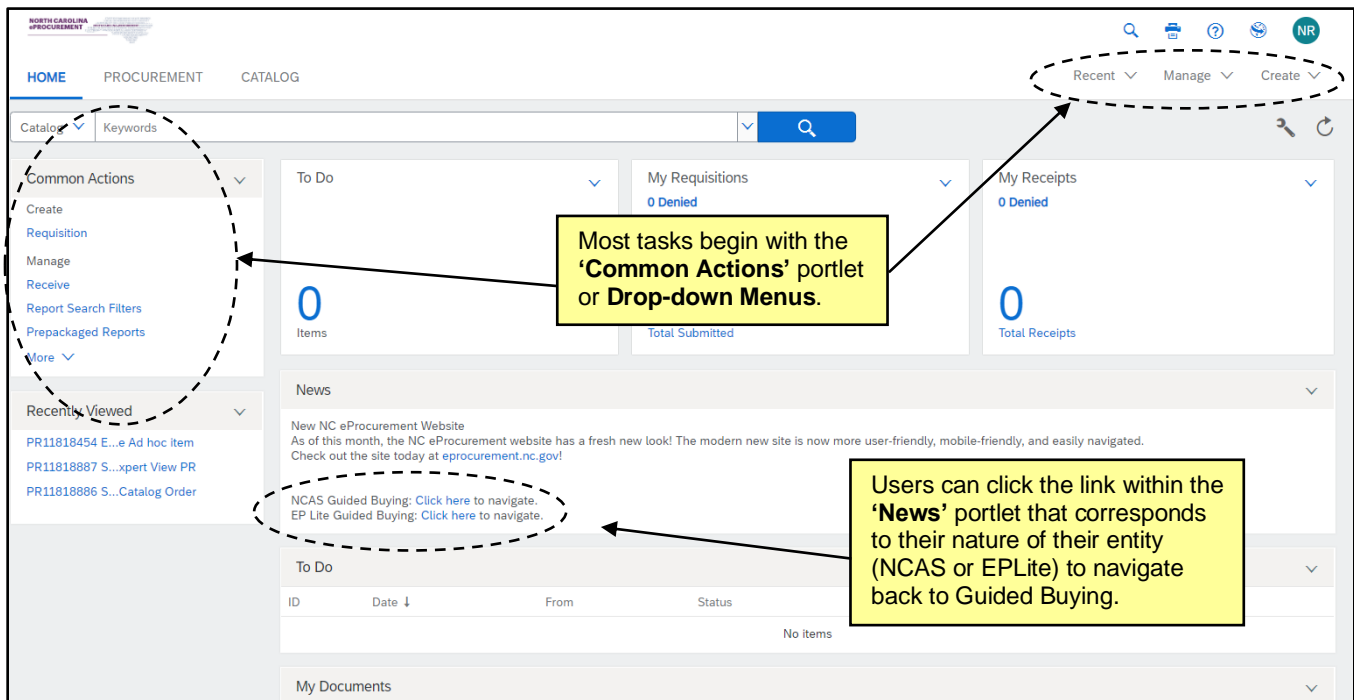 NORTH CAROLINA
ePROCUREMENT
NR
HOME PROCUREMENT CATALOG
Recent Manage Create
Catalog Keywords
Common Actions
Create
Requisition
Manage
Receive
Report Search Filters
Prepackaged Reports
More
To Do
0
Items
My Requisitions
0 Denied
Total Submitted
My Receipts
0 Denied
0
Total Receipts
Most tasks begin with the
‘Common Actions’ portlet
or Drop-down Menus.
Recently Viewed
PR11818454 E...e Ad hoc item
PR11818887 S...xpert View PR
PR11818886 S...Catalog Order
News
New NC eProcurement Website
As of this month, the NC eProcurement website has a fresh new look! The modern new site is now more user-friendly, mobile-friendly, and easily navigated.
Check out the site today at eprocurement.nc.gov!
NCAS Guided Buying: Click here to navigate.
EP Lite Guided Buying: Click here to navigate.
Users can click the link within the
‘News’ portlet that corresponds
to their nature of their entity
(NCAS or EPLite) to navigate
back to Guided Buying.
To Do
ID Date ↓ From Status
No items
My Documents